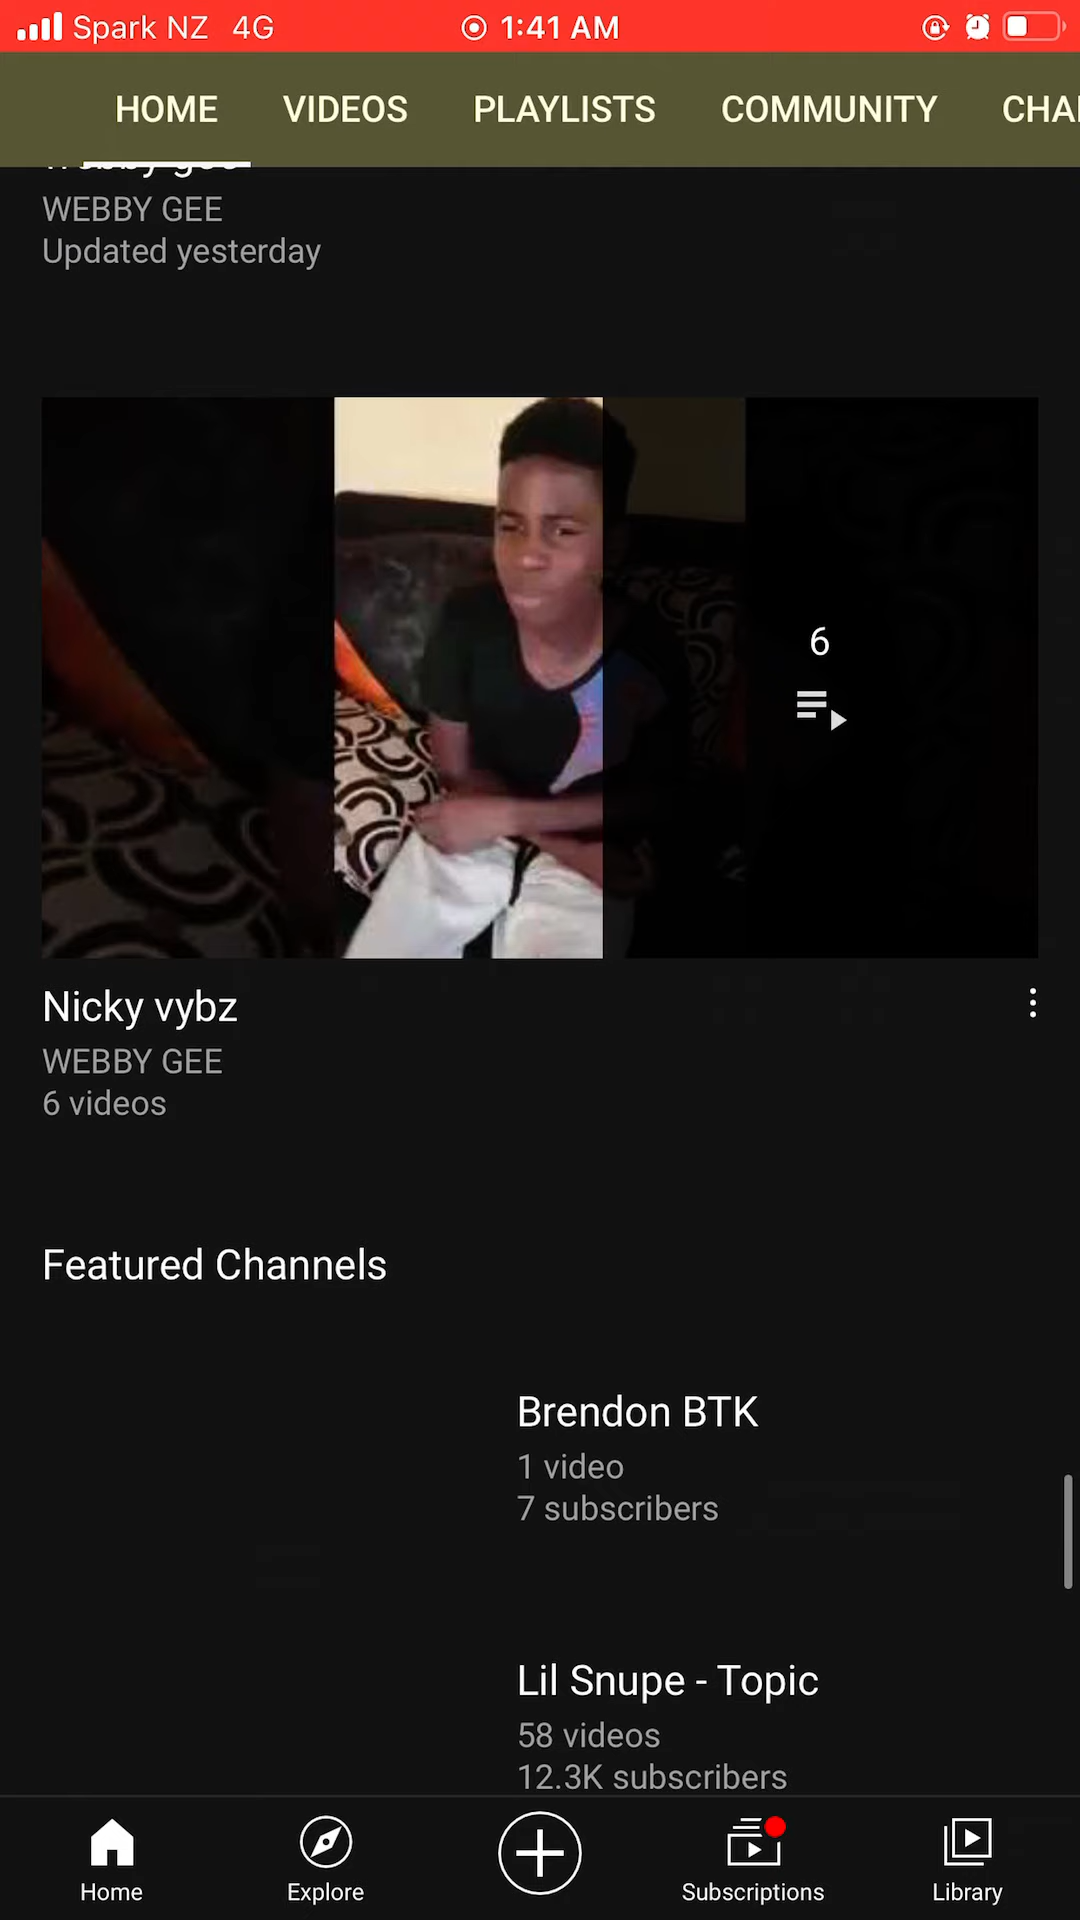 Spark NZ 4G 1:41 AM
HOME VIDEOS PLAYLISTS COMMUNITY CHA
WEBBY GEE
Updated yesterday
6
Nicky vybz
WEBBY GEE
6 videos
Featured Channels
Brendon BTK
1 video
7 subscribers
Lil Snupe - Topic
58 videos
12.3K subscribers
Home Explore Subscriptions Library